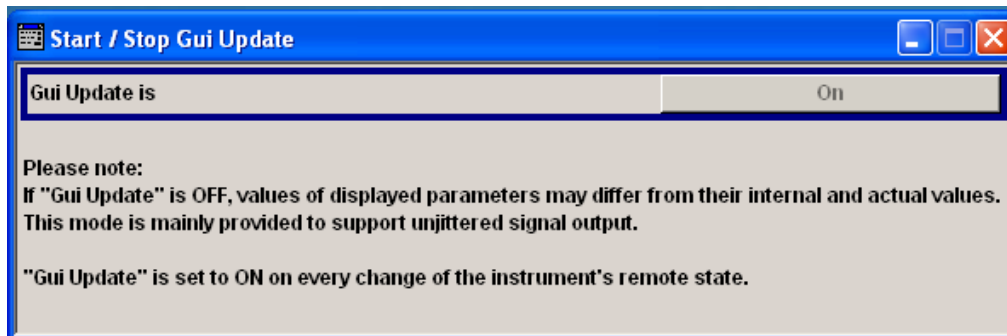 Start / Stop Gui Update
Gui Update is On
Please note:
If "Gui Update" is OFF, values of displayed parameters may differ from their internal and actual values.
This mode is mainly provided to support unjittered signal output.
"Gui Update" is set to ON on every change of the instrument's remote state.